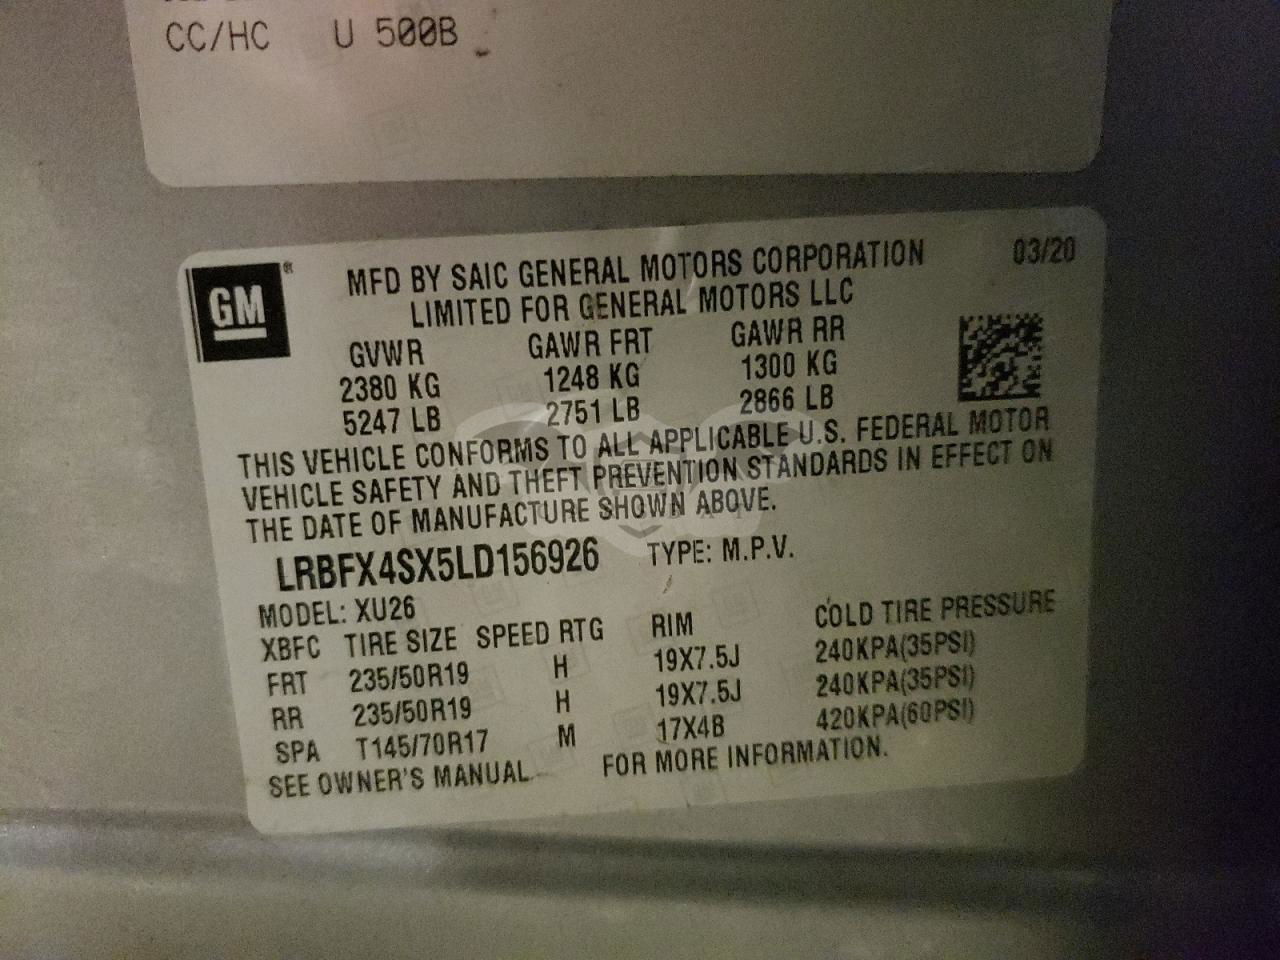 CC/HC U 500B
GM ®
MFD BY SAIC GENERAL MOTORS CORPORATION 03/20
LIMITED FOR GENERAL MOTORS LLC
GVWR GAWR FRT GAWR RR
2380 KG 1248 KG 1300 KG
5247 LB 2751 LB 2866 LB
THIS VEHICLE CONFORMS TO ALL APPLICABLE U.S. FEDERAL MOTOR
VEHICLE SAFETY AND THEFT PREVENTION STANDARDS IN EFFECT ON
THE DATE OF MANUFACTURE SHOWN ABOVE.
LRBFX4SX5LD156926 TYPE: M.P.V.
MODEL: XU26
XBFC TIRE SIZE SPEED RTG RIM COLD TIRE PRESSURE
FRT 235/50R19 H 19X7.5J 240KPA(35PSI)
RR 235/50R19 H 19X7.5J 240KPA(35PSI)
SPA T145/70R17 M 17X4B 420KPA(60PSI)
SEE OWNER'S MANUAL FOR MORE INFORMATION.